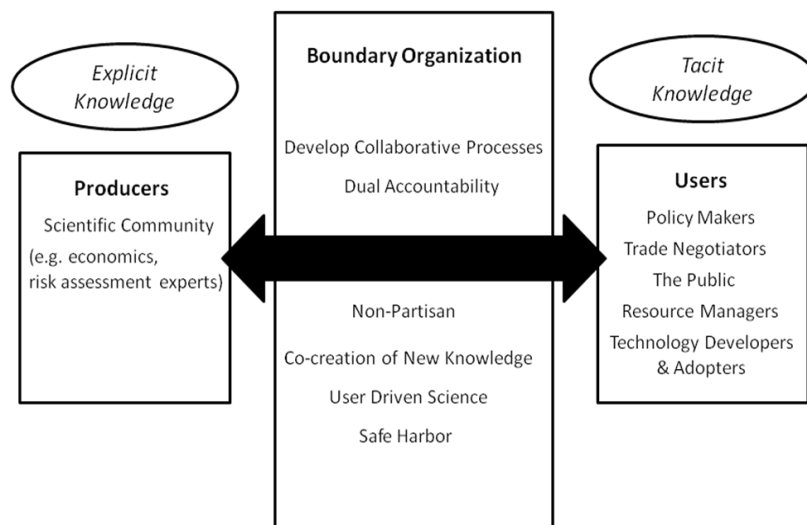 Explicit
Knowledge
Producers
Scientific Community
(e.g. economics,
risk assessment experts)
Boundary Organization
Develop Collaborative Processes
Dual Accountability
Non-Partisan
Co-creation of New Knowledge
User Driven Science
Safe Harbor
Tacit
Knowledge
Users
Policy Makers
Trade Negotiators
The Public
Resource Managers
Technology Developers
& Adopters